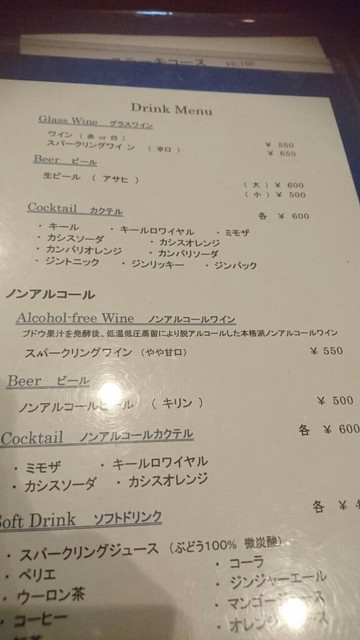 Drink Menu
Glass Wine グラスワイン
ワイン ( 赤 or 白 ) ¥ 550
スパークリングワイン ( 辛口 ) ¥ 650
Beer ビール
生ビール ( アサヒ ) ( 大 ) ¥ 600
( 小 ) ¥ 500
Cocktail カクテル 各 ¥ 600
・キール ・キールロワイヤル ・ミモザ
・カシスソーダ ・カシスオレンジ
・カンパリオレンジ ・カンパリソーダ
・ジントニック ・ジンリッキー ・ジンバック
ノンアルコール
Alcohol-free Wine ノンアルコールワイン
ブドウ果汁を発酵後、低温低圧蒸留により脱アルコールした本格派ノンアルコールワイン
スパークリングワイン (やや甘口) ¥ 550
Beer ビール
ノンアルコールビール ( キリン ) ¥ 500
Cocktail ノンアルコールカクテル 各 ¥ 600
・ミモザ ・キールロワイヤル
・カシスソーダ ・カシスオレンジ
Soft Drink ソフトドリンク 各 ¥
・スパークリングジュース (ぶどう100% 微炭酸) ・コーラ
・ペリエ ・ジンジャーエール
・ウーロン茶 ・マンゴージュース
・コーヒー